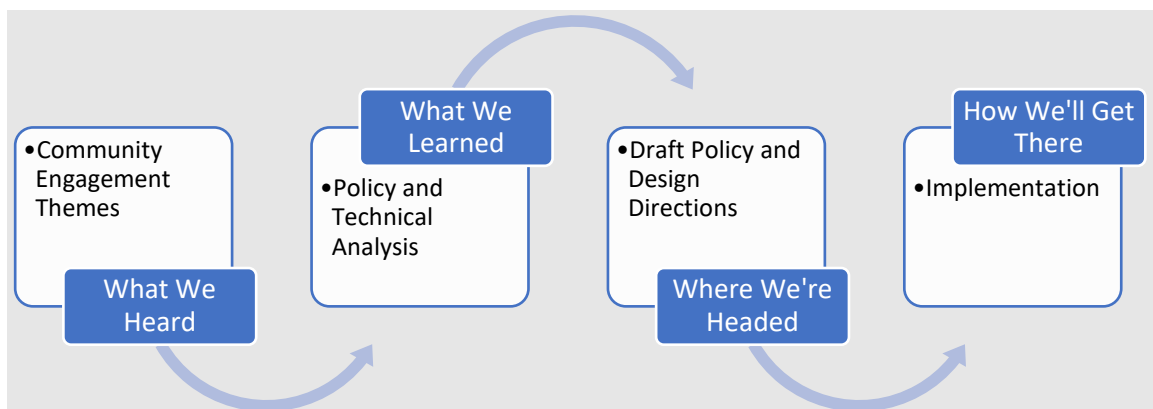 •Community
Engagement
Themes
What We
Heard
What We
Learned
•Policy and
Technical
Analysis
•Draft Policy and
Design
Directions
Where We're
Headed
How We'll Get
There
•Implementation